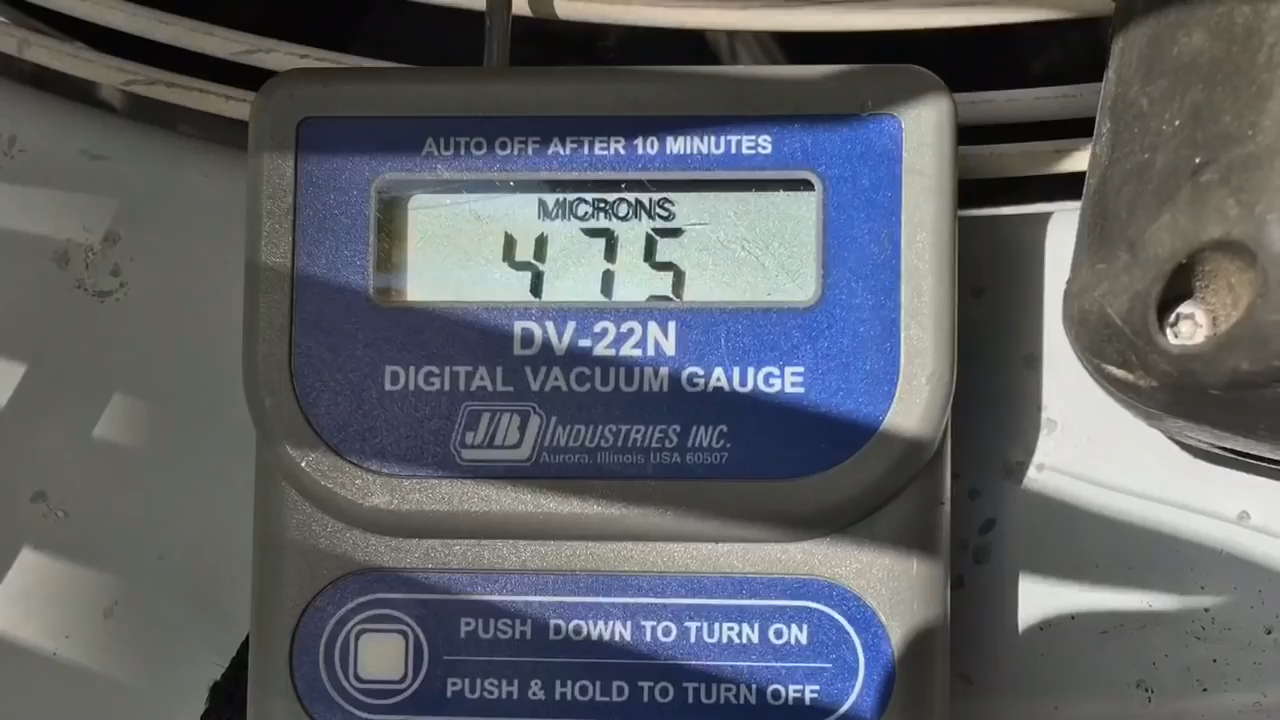 AUTO OFF AFTER 10 MINUTES
MICRONS
475
DV-22N
DIGITAL VACUUM GAUGE
J/B INDUSTRIES INC.
Aurora, Illinois USA 60507
PUSH DOWN TO TURN ON
PUSH & HOLD TO TURN OFF